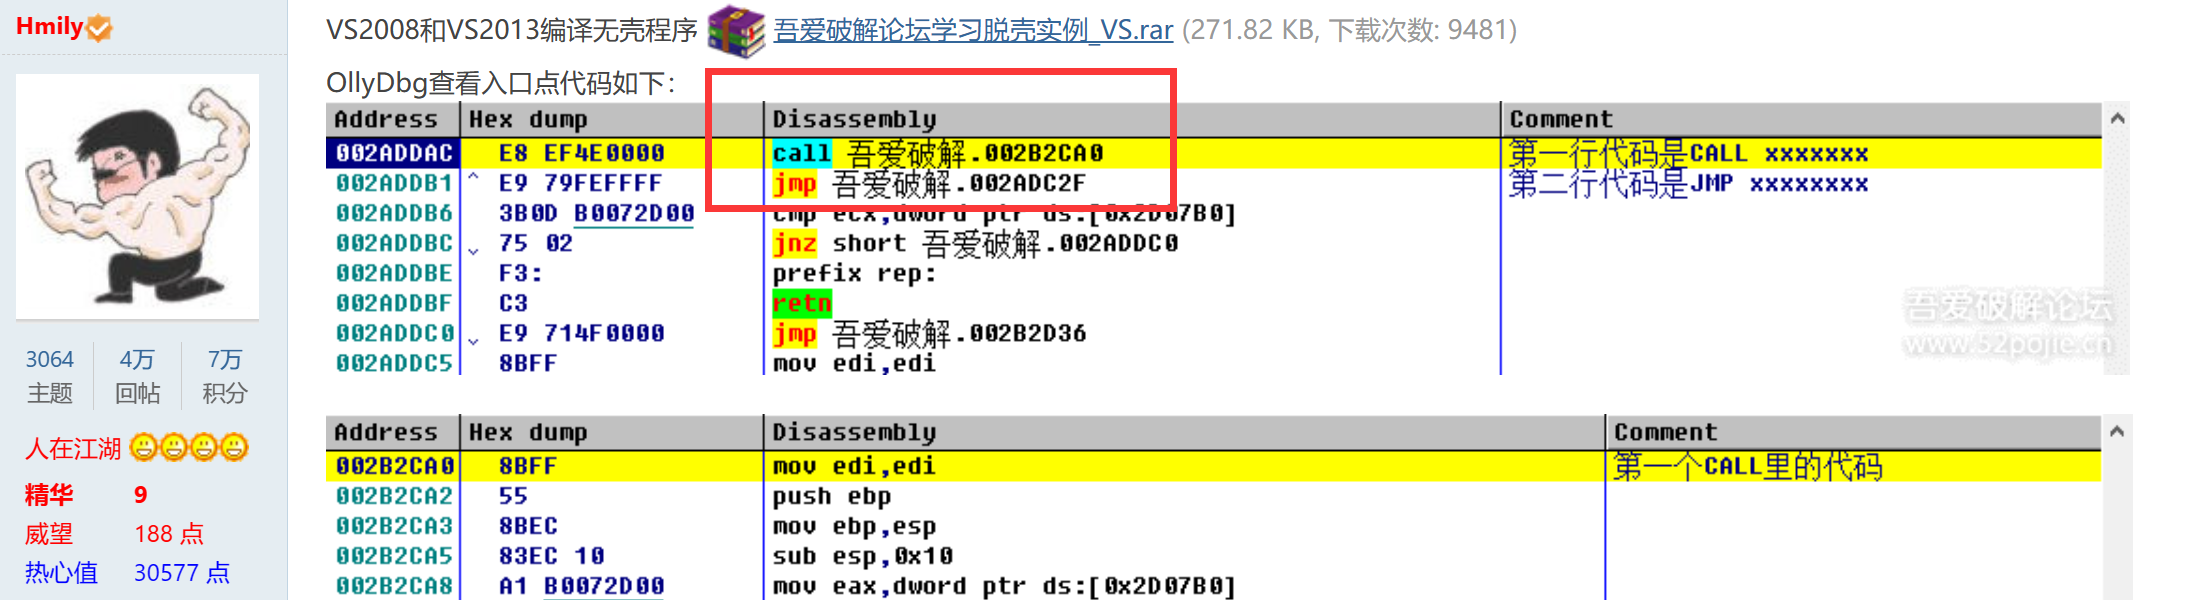 Hmily
3064 4万 7万
主题 回帖 积分
人在江湖
精华 9
威望 188 点
热心值 30577 点
VS2008和VS2013编译无壳程序 吾爱破解论坛学习脱壳实例_VS.rar (271.82 KB, 下载次数: 9481)
OllyDbg查看入口点代码如下：
Address Hex dump Disassembly Comment
002ADDAC E8 EF4E0000 call 吾爱破解.002B2CA0 第一行代码是CALL xxxxxxx
002ADDB1 ^ E9 79FEFFFF jmp 吾爱破解.002ADC2F 第二行代码是JMP xxxxxxxx
002ADDB6 3B0D B0072D00 cmp ecx,dword ptr ds:[0x2D07B0]
002ADDBC 75 02 jnz short 吾爱破解.002ADDC0
002ADDBE F3: prefix rep:
002ADDBF C3 retn
002ADDC0 E9 714F0000 jmp 吾爱破解.002B2D36
002ADDC5 8BFF mov edi,edi
吾爱破解论坛
www.52pojie.cn
Address Hex dump Disassembly Comment
002B2CA0 8BFF mov edi,edi 第一个CALL里的代码
002B2CA2 55 push ebp
002B2CA3 8BEC mov ebp,esp
002B2CA5 83EC 10 sub esp,0x10
002B2CA8 A1 B0072D00 mov eax,dword ptr ds:[0x2D07B0]